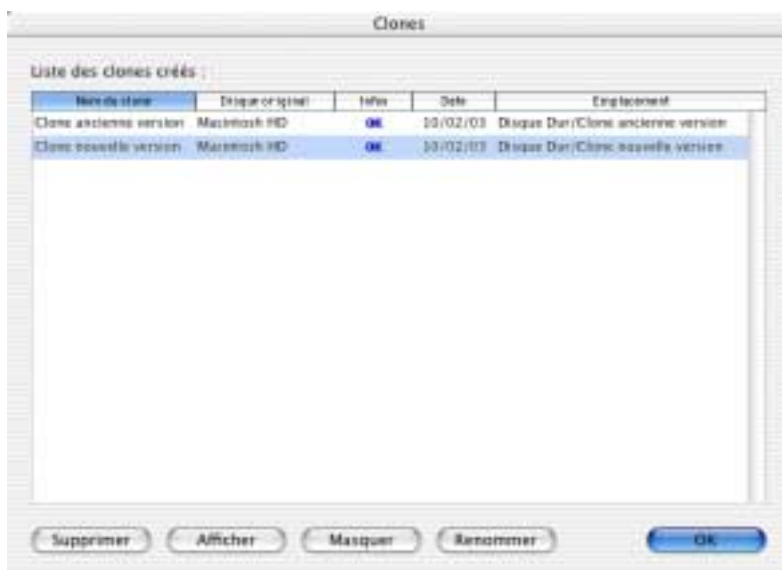 Clones
Liste des clones créés :
Nom du clone Disque original Infos Date Emplacement
Clone ancienne version Macintosh HD OK 10/02/03 Disque Dur/Clone ancienne version
Clone nouvelle version Macintosh HD OK 10/02/03 Disque Dur/Clone nouvelle version
Supprimer Afficher Masquer Renommer OK